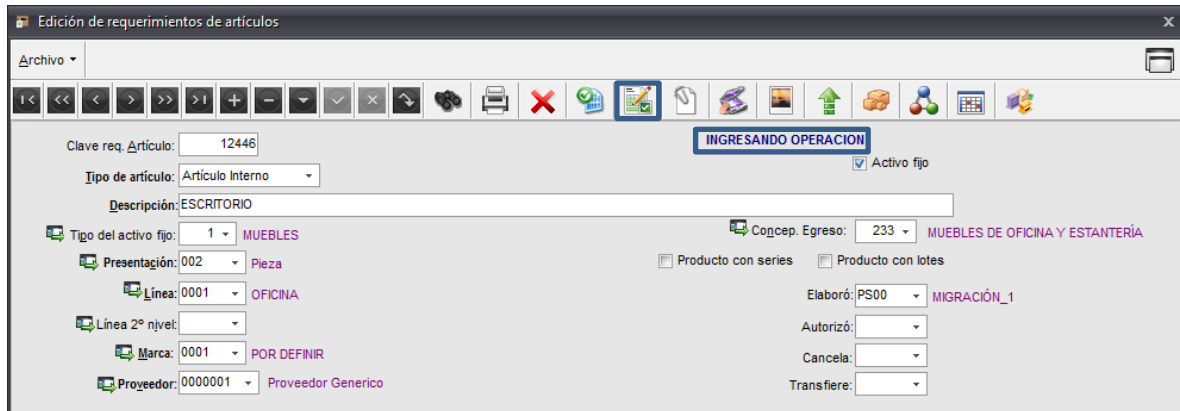 Edición de requerimientos de artículos
Archivo
Clave req. Artículo: 12446
INGRESANDO OPERACION
Activo fijo
Tipo de artículo: Artículo Interno
Descripción: ESCRITORIO
Tipo del activo fijo: 1 MUEBLES
Concep. Egreso: 233 MUEBLES DE OFICINA Y ESTANTERÍA
Presentación: 002 Pieza
Producto con series Producto con lotes
Línea: 0001 OFICINA
Elaboró: PS00 MIGRACIÓN_1
Línea 2º nivel:
Autorizó:
Marca: 0001 POR DEFINIR
Cancela:
Proveedor: 0000001 Proveedor Generico
Transfiere: